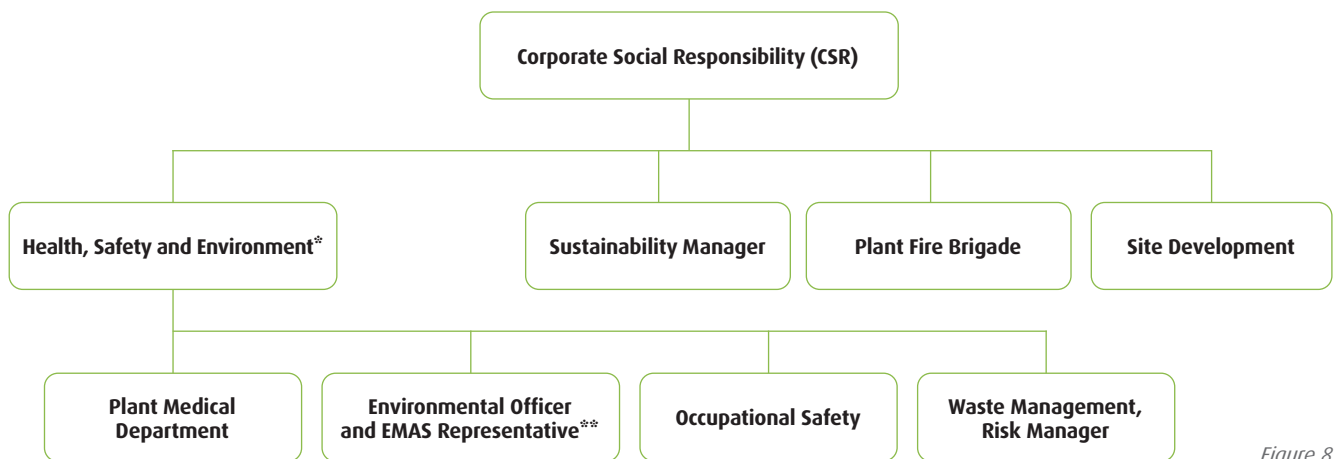 Corporate Social Responsibility (CSR)
Health, Safety and Environment*
Sustainability Manager
Plant Fire Brigade
Site Development
Plant Medical
Department
Environmental Officer
and EMAS Representative**
Occupational Safety
Waste Management,
Risk Manager
Figure 8